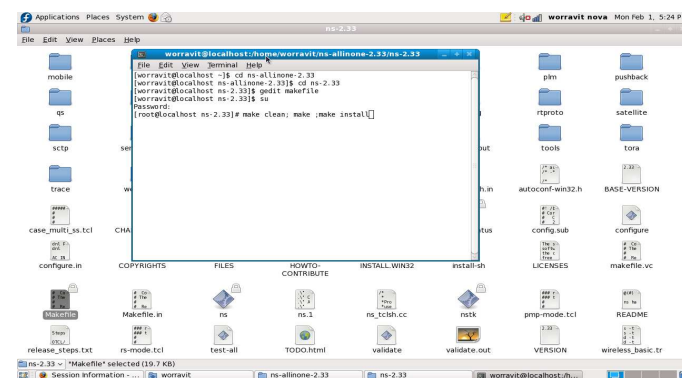 Applications Places System worravit nova Mon Feb 1, 5:24 P
ns-2.33
File Edit View Places Help
worravit@localhost:/home/worravit/ns-allinone-2.33/ns-2.33
File Edit View Terminal Help
[worravit@localhost ~]$ cd ns-allinone-2.33
[worravit@localhost ns-allinone-2.33]$ cd ns-2.33
[worravit@localhost ns-2.33]$ gedit makefile
[worravit@localhost ns-2.33]$ su
Password:
[root@localhost ns-2.33]# make clean; make ;make install
mobile plm pushback
qs rtproto satellite
sctp ser out tools tora
trace h.in autoconf-win32.h BASE-VERSION
case_multi_ss.tcl CHA tus config.sub configure
configure.in COPYRIGHTS FILES HOWTO-CONTRIBUTE INSTALL.WIN32 install-sh LICENSES makefile.vc
Makefile Makefile.in ns ns.1 ns_tclsh.cc nstk pmp-mode.tcl README
release_steps.txt rs-mode.tcl test-all TODO.html validate validate.out VERSION wireless_basic.tr
ns-2.33 "Makefile" selected (19.7 KB)
Session Information - ... worravit ns-allinone-2.33 ns-2.33 worravit@localhost:/h...